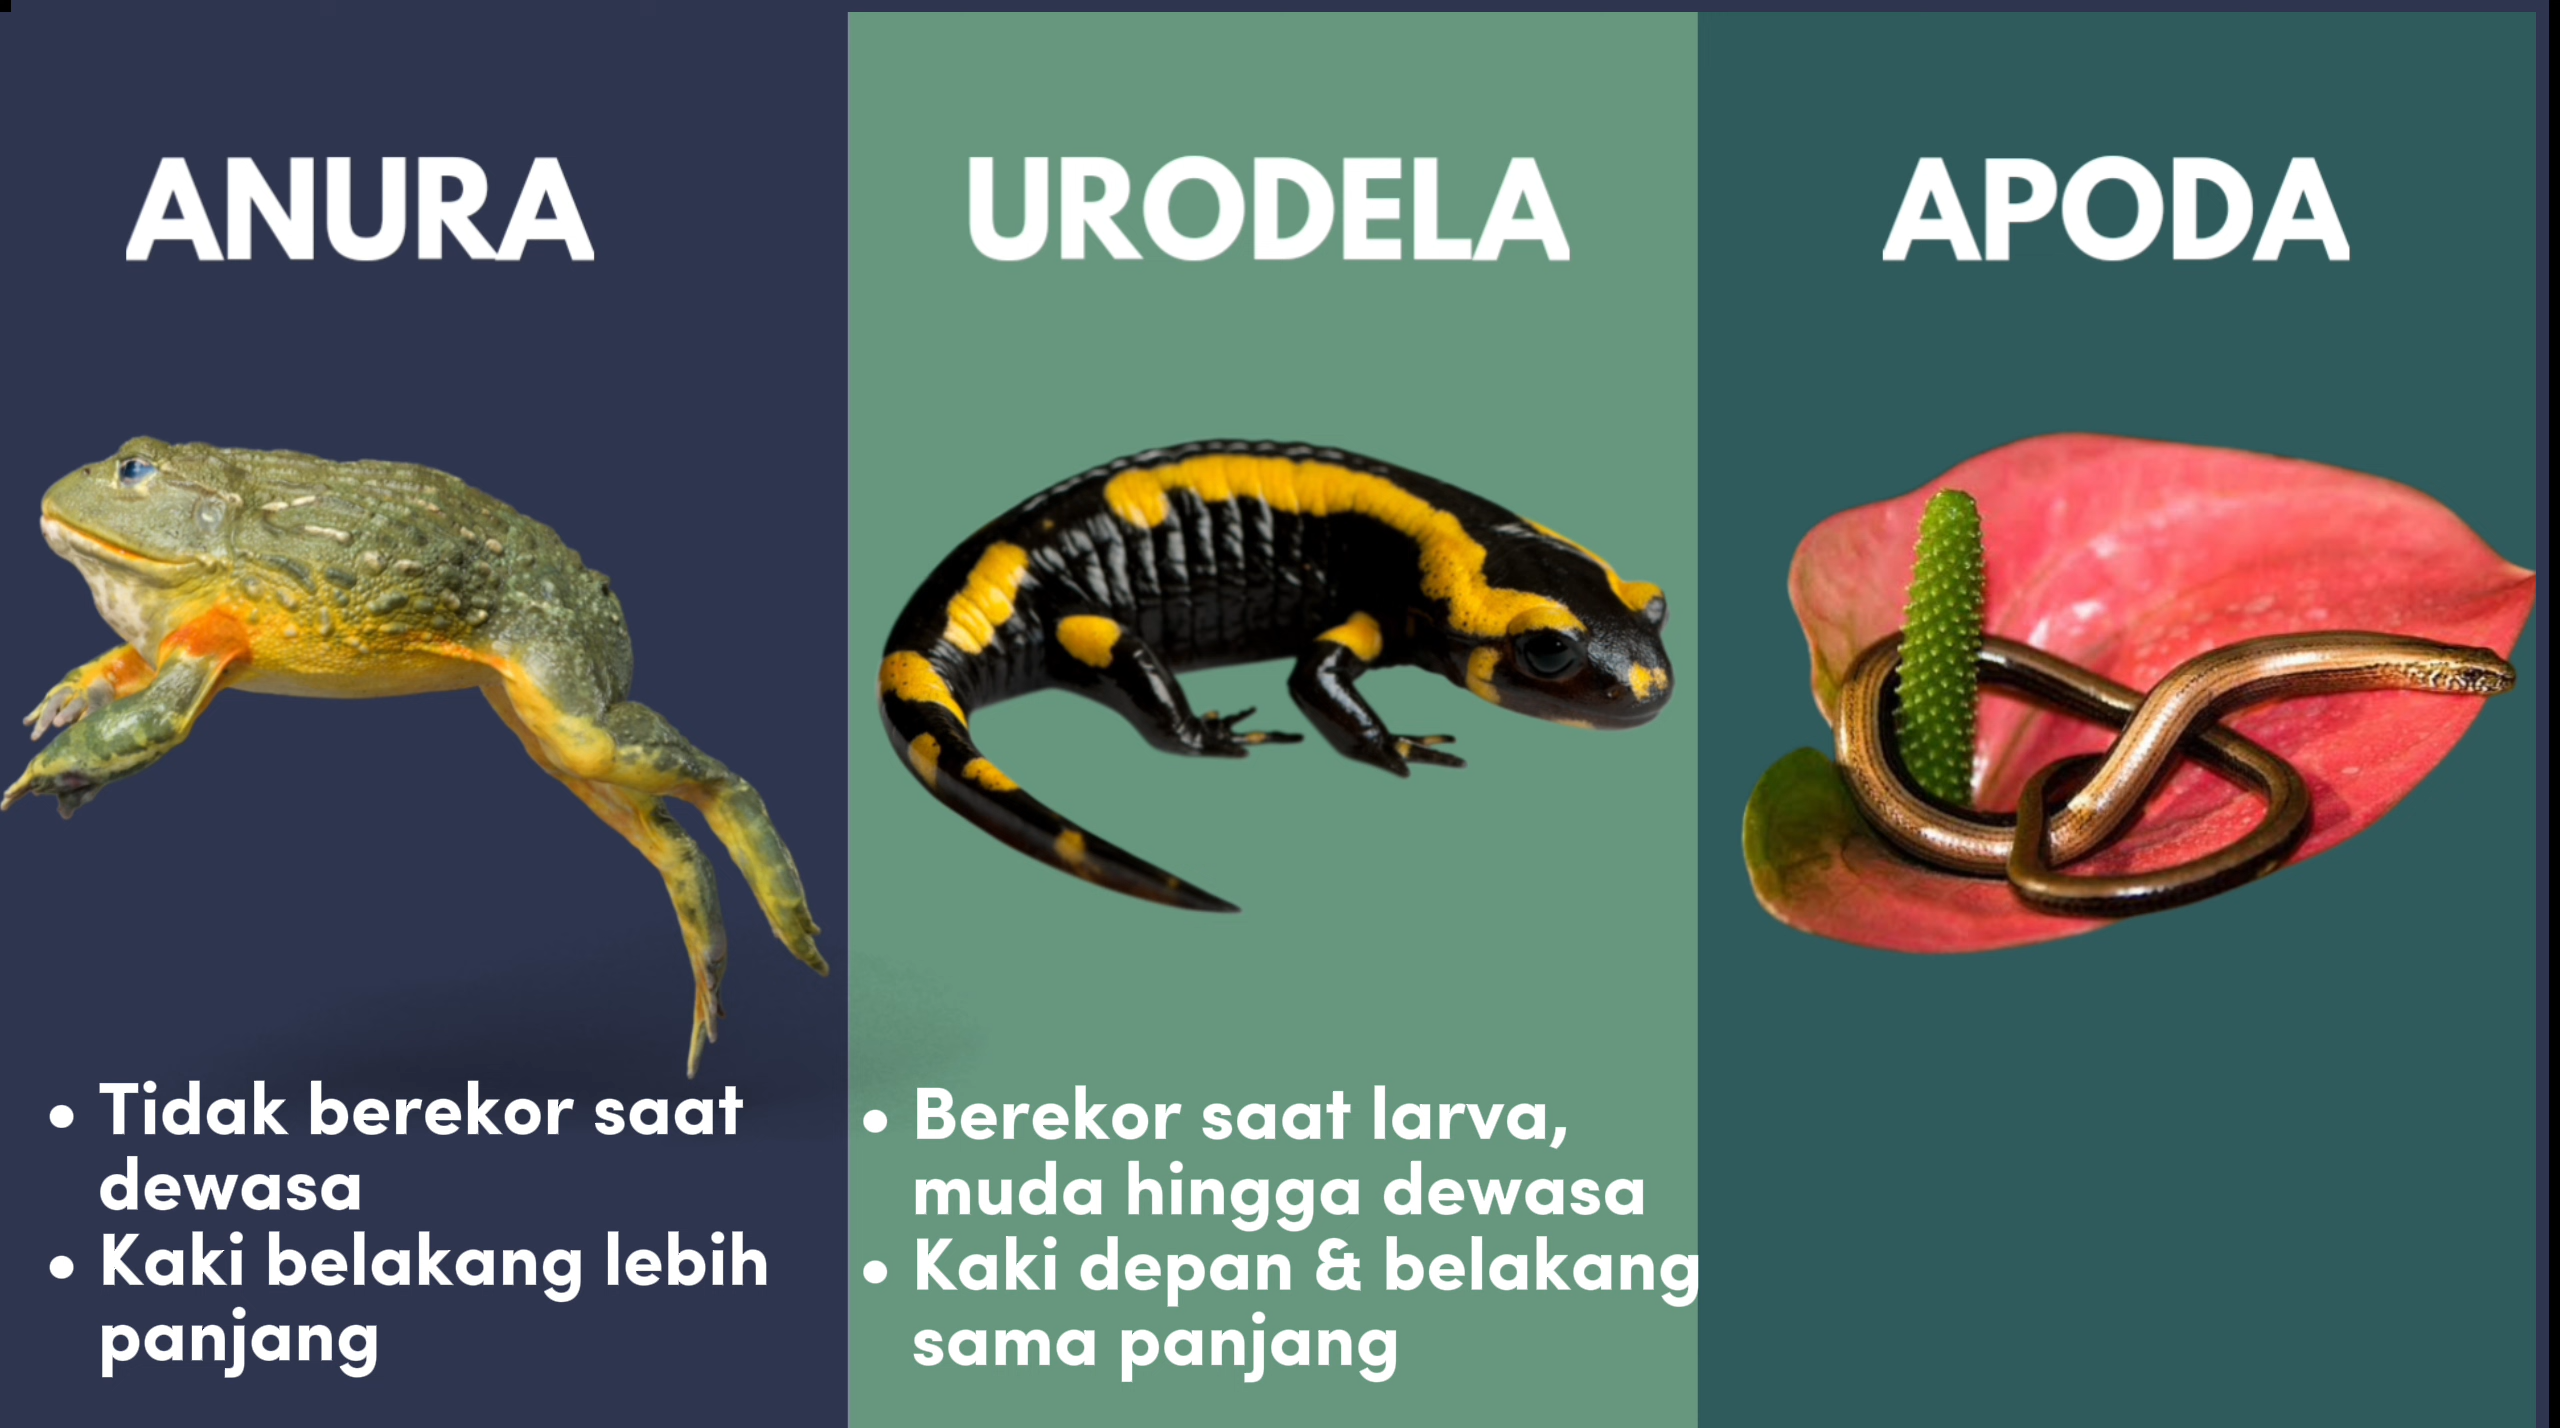 ANURA
URODELA
APODA
• Tidak berekor saat
dewasa
• Kaki belakang lebih
panjang
• Berekor saat larva,
muda hingga dewasa
• Kaki depan & belakang
sama panjang